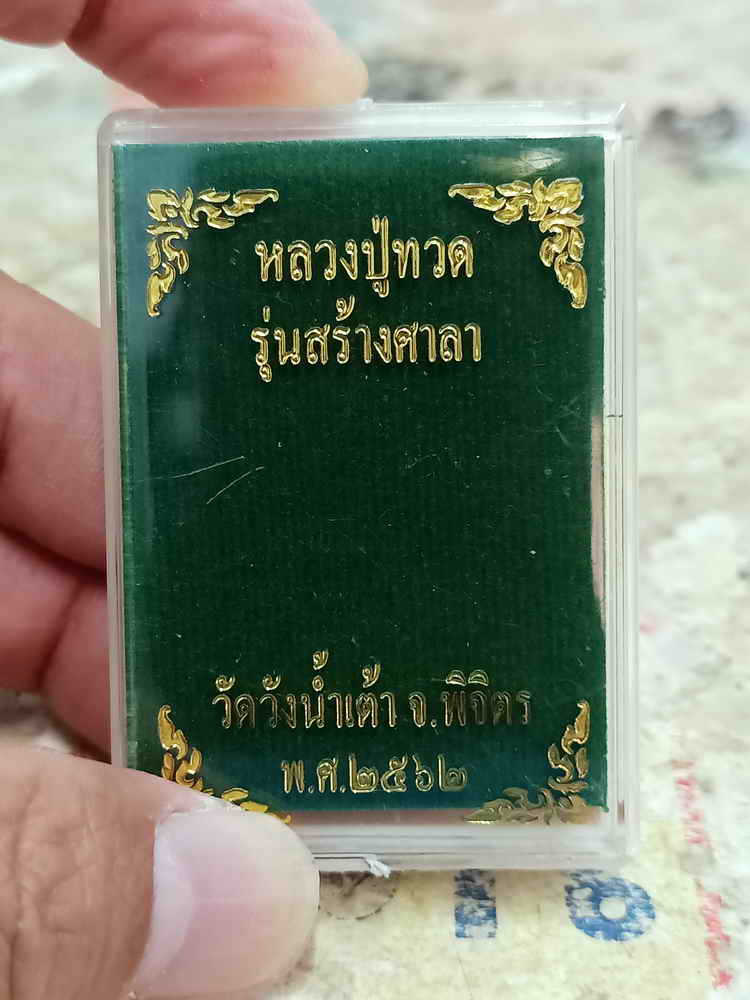 หลวงปู่ทวด
รุ่นสร้างศาลา
วัดวังน้ำเต้า จ.พิจิตร
พ.ศ.๒๕๖๒